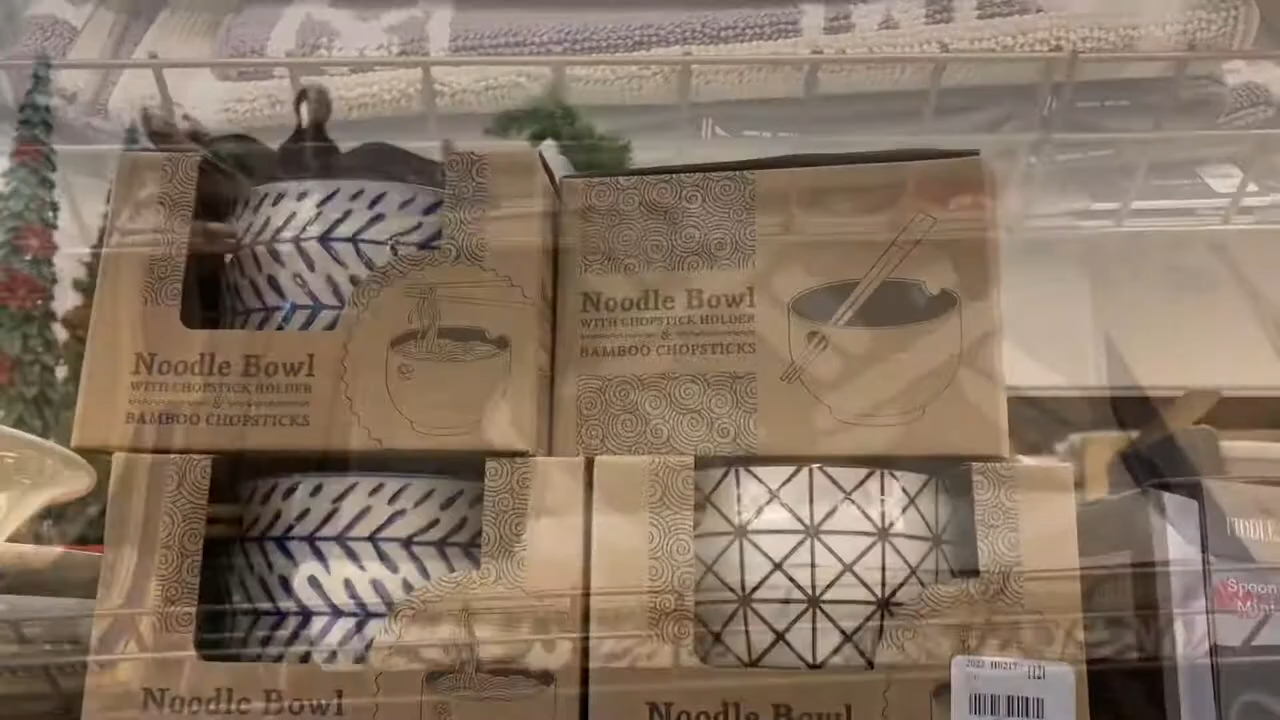 Noodle Bowl
WITH CHOPSTICK HOLDER
&
BAMBOO CHOPSTICKS
Noodle Bowl
WITH CHOPSTICK HOLDER
&
BAMBOO CHOPSTICKS
Noodle Bowl
Noodle Bowl
Spoon
Mini